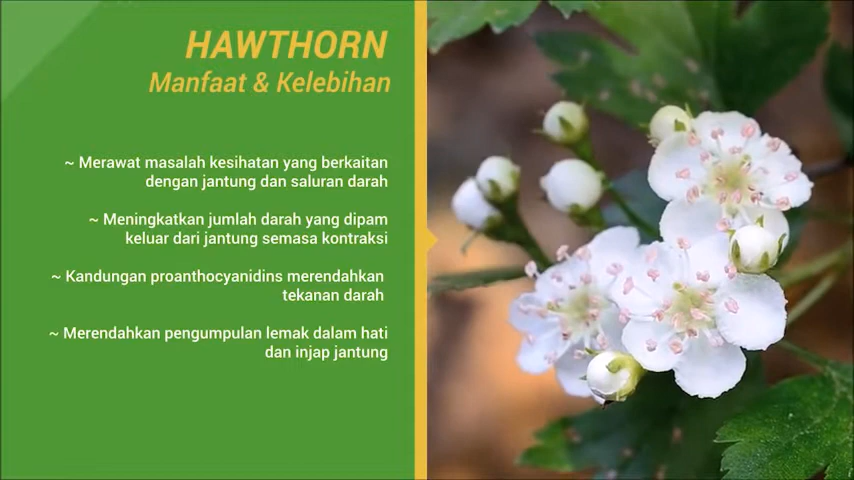 HAWTHORN
Manfaat & Kelebihan
~ Merawat masalah kesihatan yang berkaitan
dengan jantung dan saluran darah
~ Meningkatkan jumlah darah yang dipam
keluar dari jantung semasa kontraksi
~ Kandungan proanthocyanidins merendahkan
tekanan darah
~ Merendahkan pengumpulan lemak dalam hati
dan injap jantung